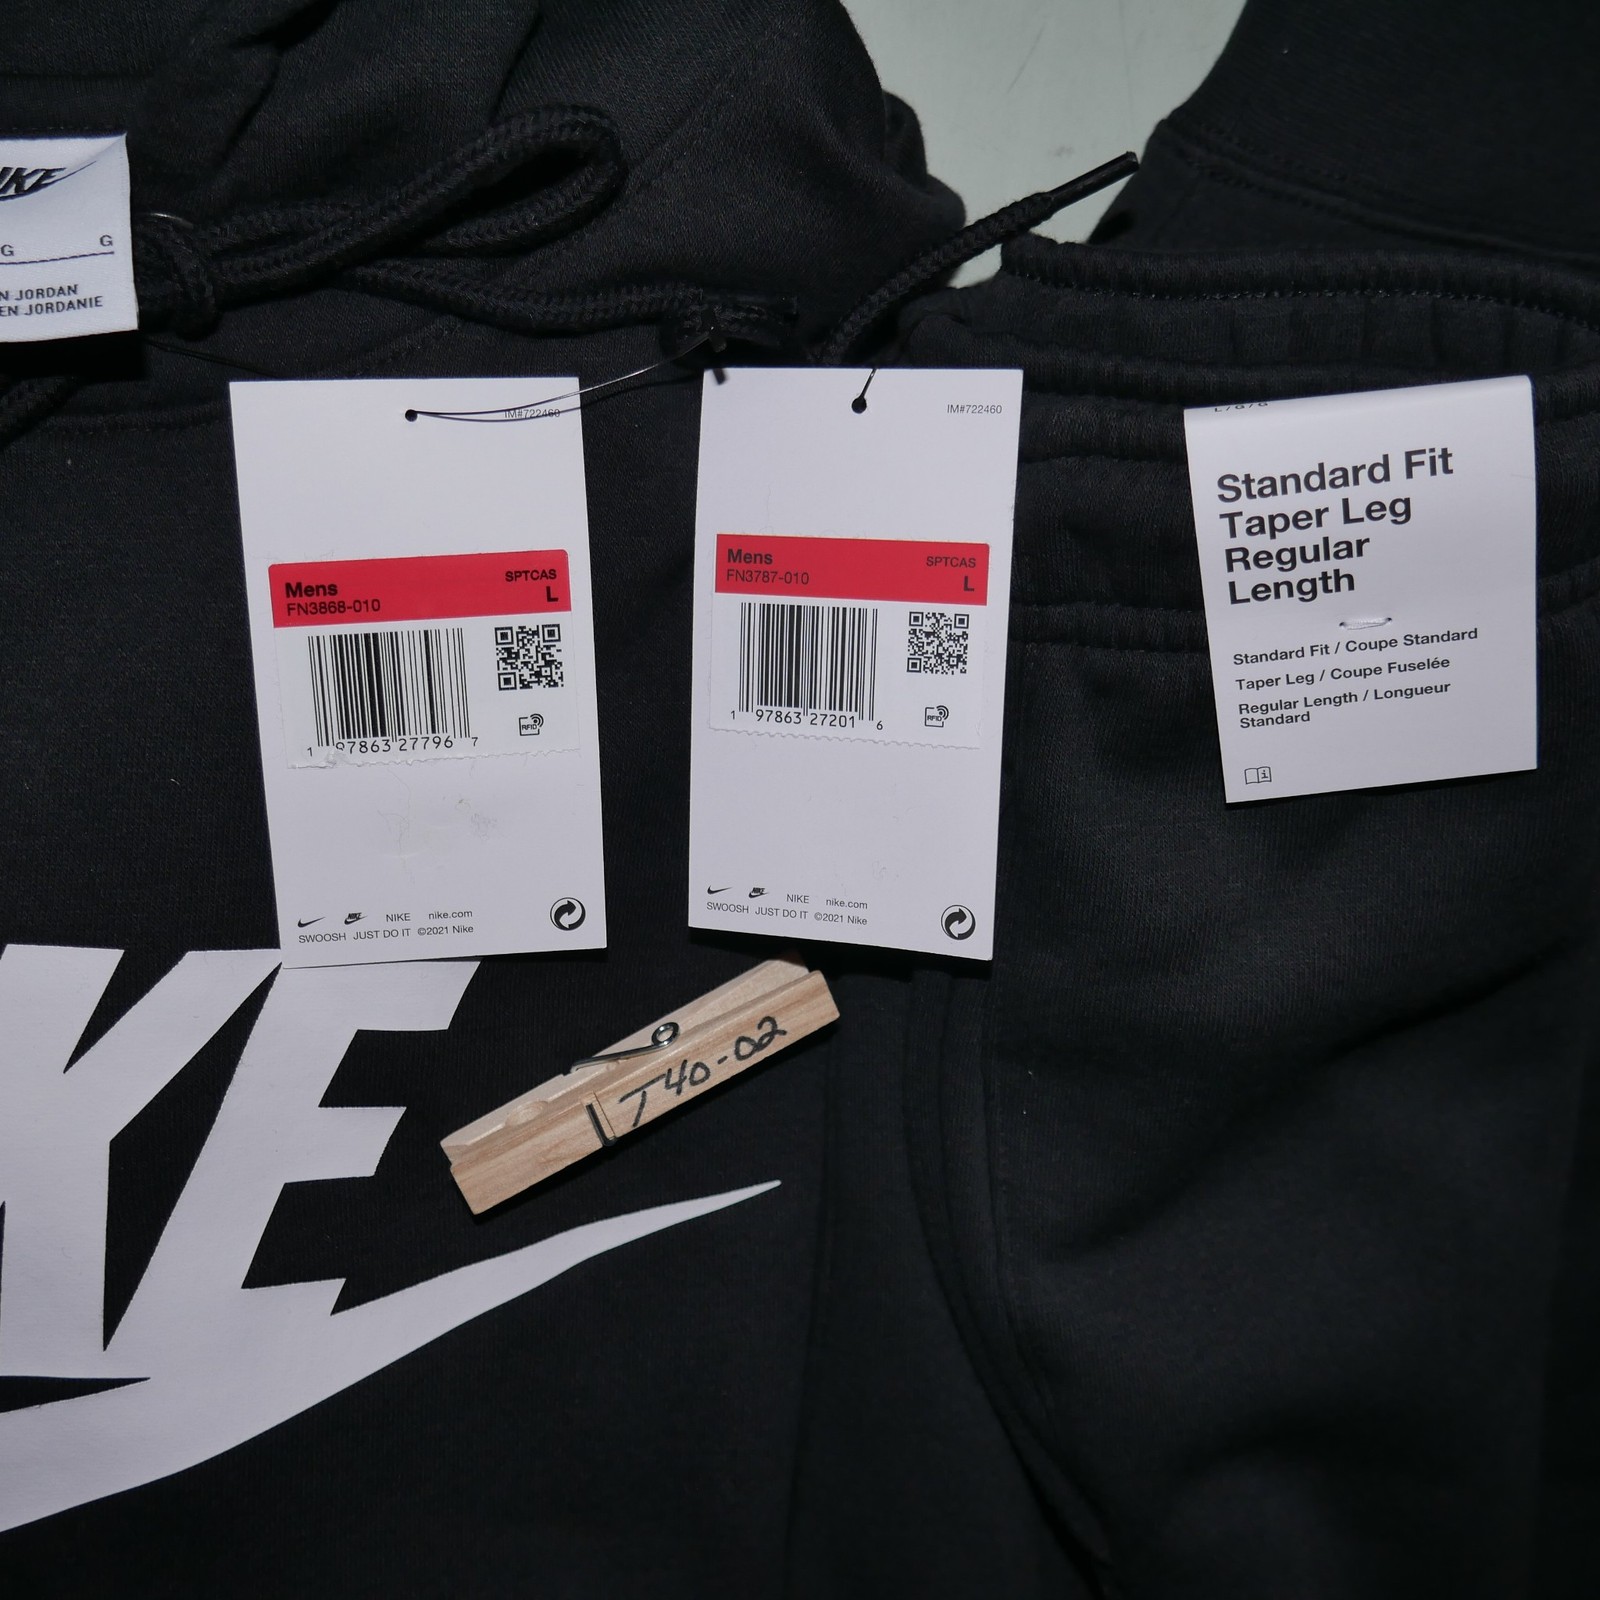 NIKE
G G
N JORDAN
EN JORDANIE
IM#722460
Mens SPTCAS
FN3868-010 L
RFID
1 97863 27796 7
NIKE nike.com
SWOOSH JUST DO IT ©2021 Nike
IM#722460
Mens SPTCAS
FN3787-010 L
RFID
1 97863 27201 6
NIKE nike.com
SWOOSH JUST DO IT ©2021 Nike
L/G/G
Standard Fit
Taper Leg
Regular
Length
Standard Fit / Coupe Standard
Taper Leg / Coupe Fuselée
Regular Length / Longueur
Standard
T40-02
KE